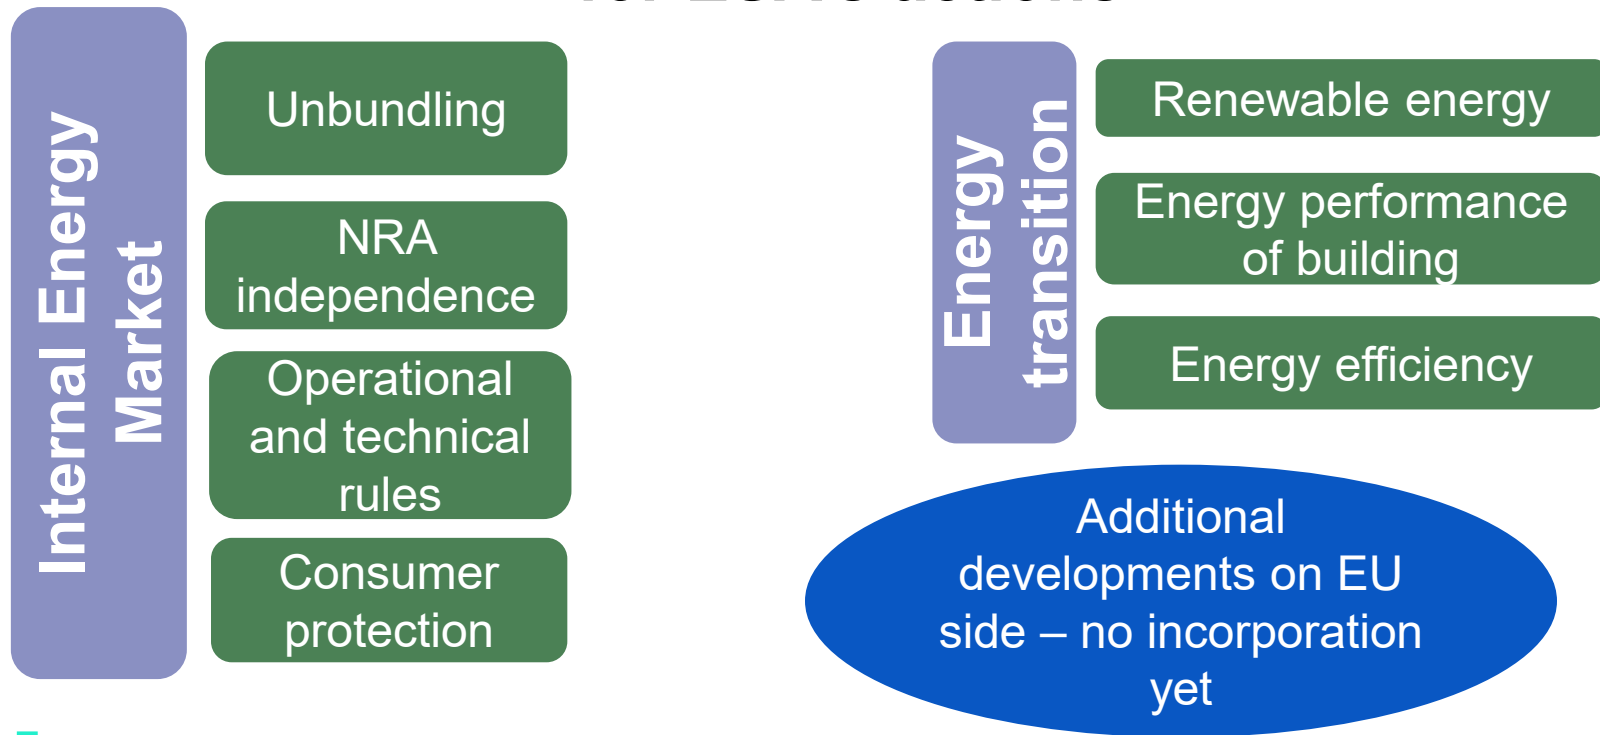 Internal Energy
Market
Unbundling
NRA
independence
Operational
and technical
rules
Consumer
protection
Energy
transition
Renewable energy
Energy performance
of building
Energy efficiency
Additional
developments on EU
side – no incorporation
yet